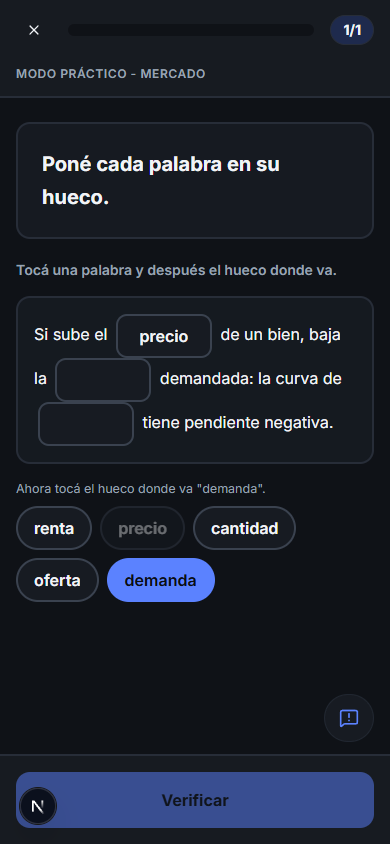 1/1
MODO PRÁCTICO - MERCADO
Poné cada palabra en su
hueco.
Tocá una palabra y después el hueco donde va.
Si sube el precio de un bien, baja
la demandada: la curva de
tiene pendiente negativa.
Ahora tocá el hueco donde va "demanda".
renta precio cantidad
oferta demanda
N Verificar